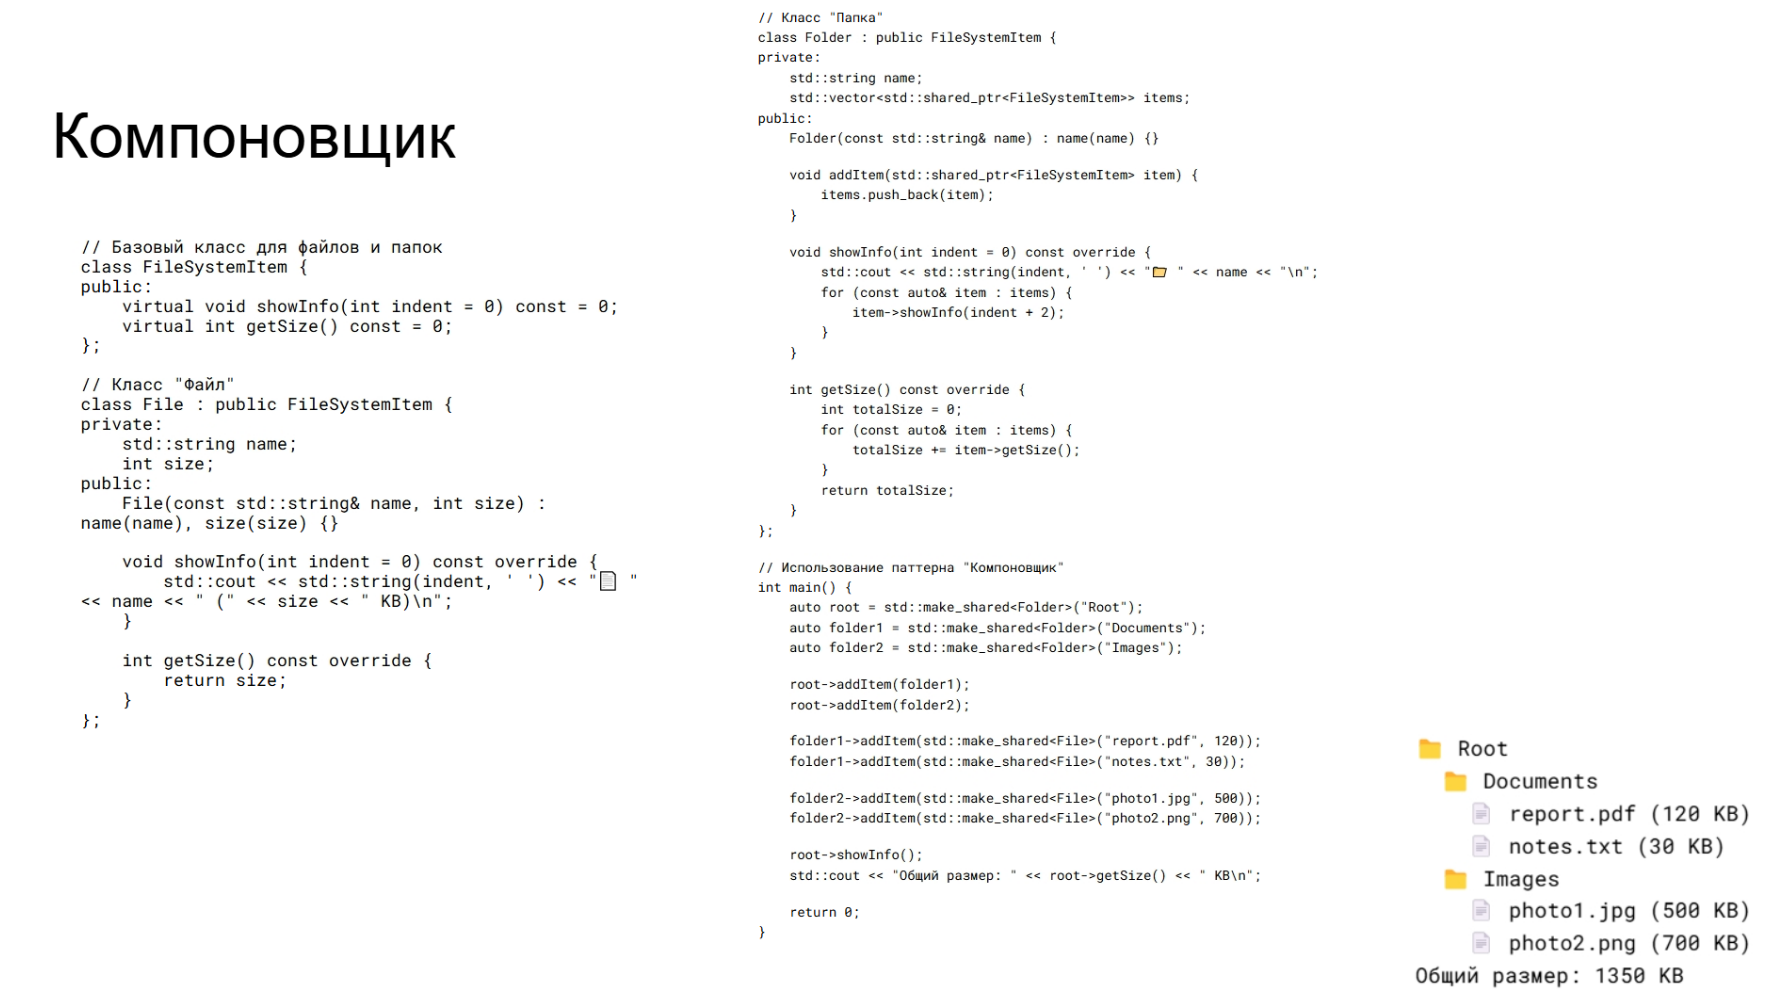 Компоновщик
// Базовый класс для файлов и папок
class FileSystemItem {
public:
    virtual void showInfo(int indent = 0) const = 0;
    virtual int getSize() const = 0;
};

// Класс "Файл"
class File : public FileSystemItem {
private:
    std::string name;
    int size;
public:
    File(const std::string& name, int size) :
name(name), size(size) {}

    void showInfo(int indent = 0) const override {
        std::cout << std::string(indent, ' ') << "📄 "
<< name << " (" << size << " KB)\n";
    }

    int getSize() const override {
        return size;
    }
};
// Класс "Папка"
class Folder : public FileSystemItem {
private:
    std::string name;
    std::vector<std::shared_ptr<FileSystemItem>> items;
public:
    Folder(const std::string& name) : name(name) {}

    void addItem(std::shared_ptr<FileSystemItem> item) {
        items.push_back(item);
    }

    void showInfo(int indent = 0) const override {
        std::cout << std::string(indent, ' ') << "📂 " << name << "\n";
        for (const auto& item : items) {
            item->showInfo(indent + 2);
        }
    }

    int getSize() const override {
        int totalSize = 0;
        for (const auto& item : items) {
            totalSize += item->getSize();
        }
        return totalSize;
    }
};

// Использование паттерна "Компоновщик"
int main() {
    auto root = std::make_shared<Folder>("Root");
    auto folder1 = std::make_shared<Folder>("Documents");
    auto folder2 = std::make_shared<Folder>("Images");

    root->addItem(folder1);
    root->addItem(folder2);

    folder1->addItem(std::make_shared<File>("report.pdf", 120));
    folder1->addItem(std::make_shared<File>("notes.txt", 30));

    folder2->addItem(std::make_shared<File>("photo1.jpg", 500));
    folder2->addItem(std::make_shared<File>("photo2.png", 700));

    root->showInfo();
    std::cout << "Общий размер: " << root->getSize() << " KB\n";

    return 0;
}
📁 Root
  📁 Documents
    📄 report.pdf (120 KB)
    📄 notes.txt (30 KB)
  📁 Images
    📄 photo1.jpg (500 KB)
    📄 photo2.png (700 KB)
Общий размер: 1350 KB